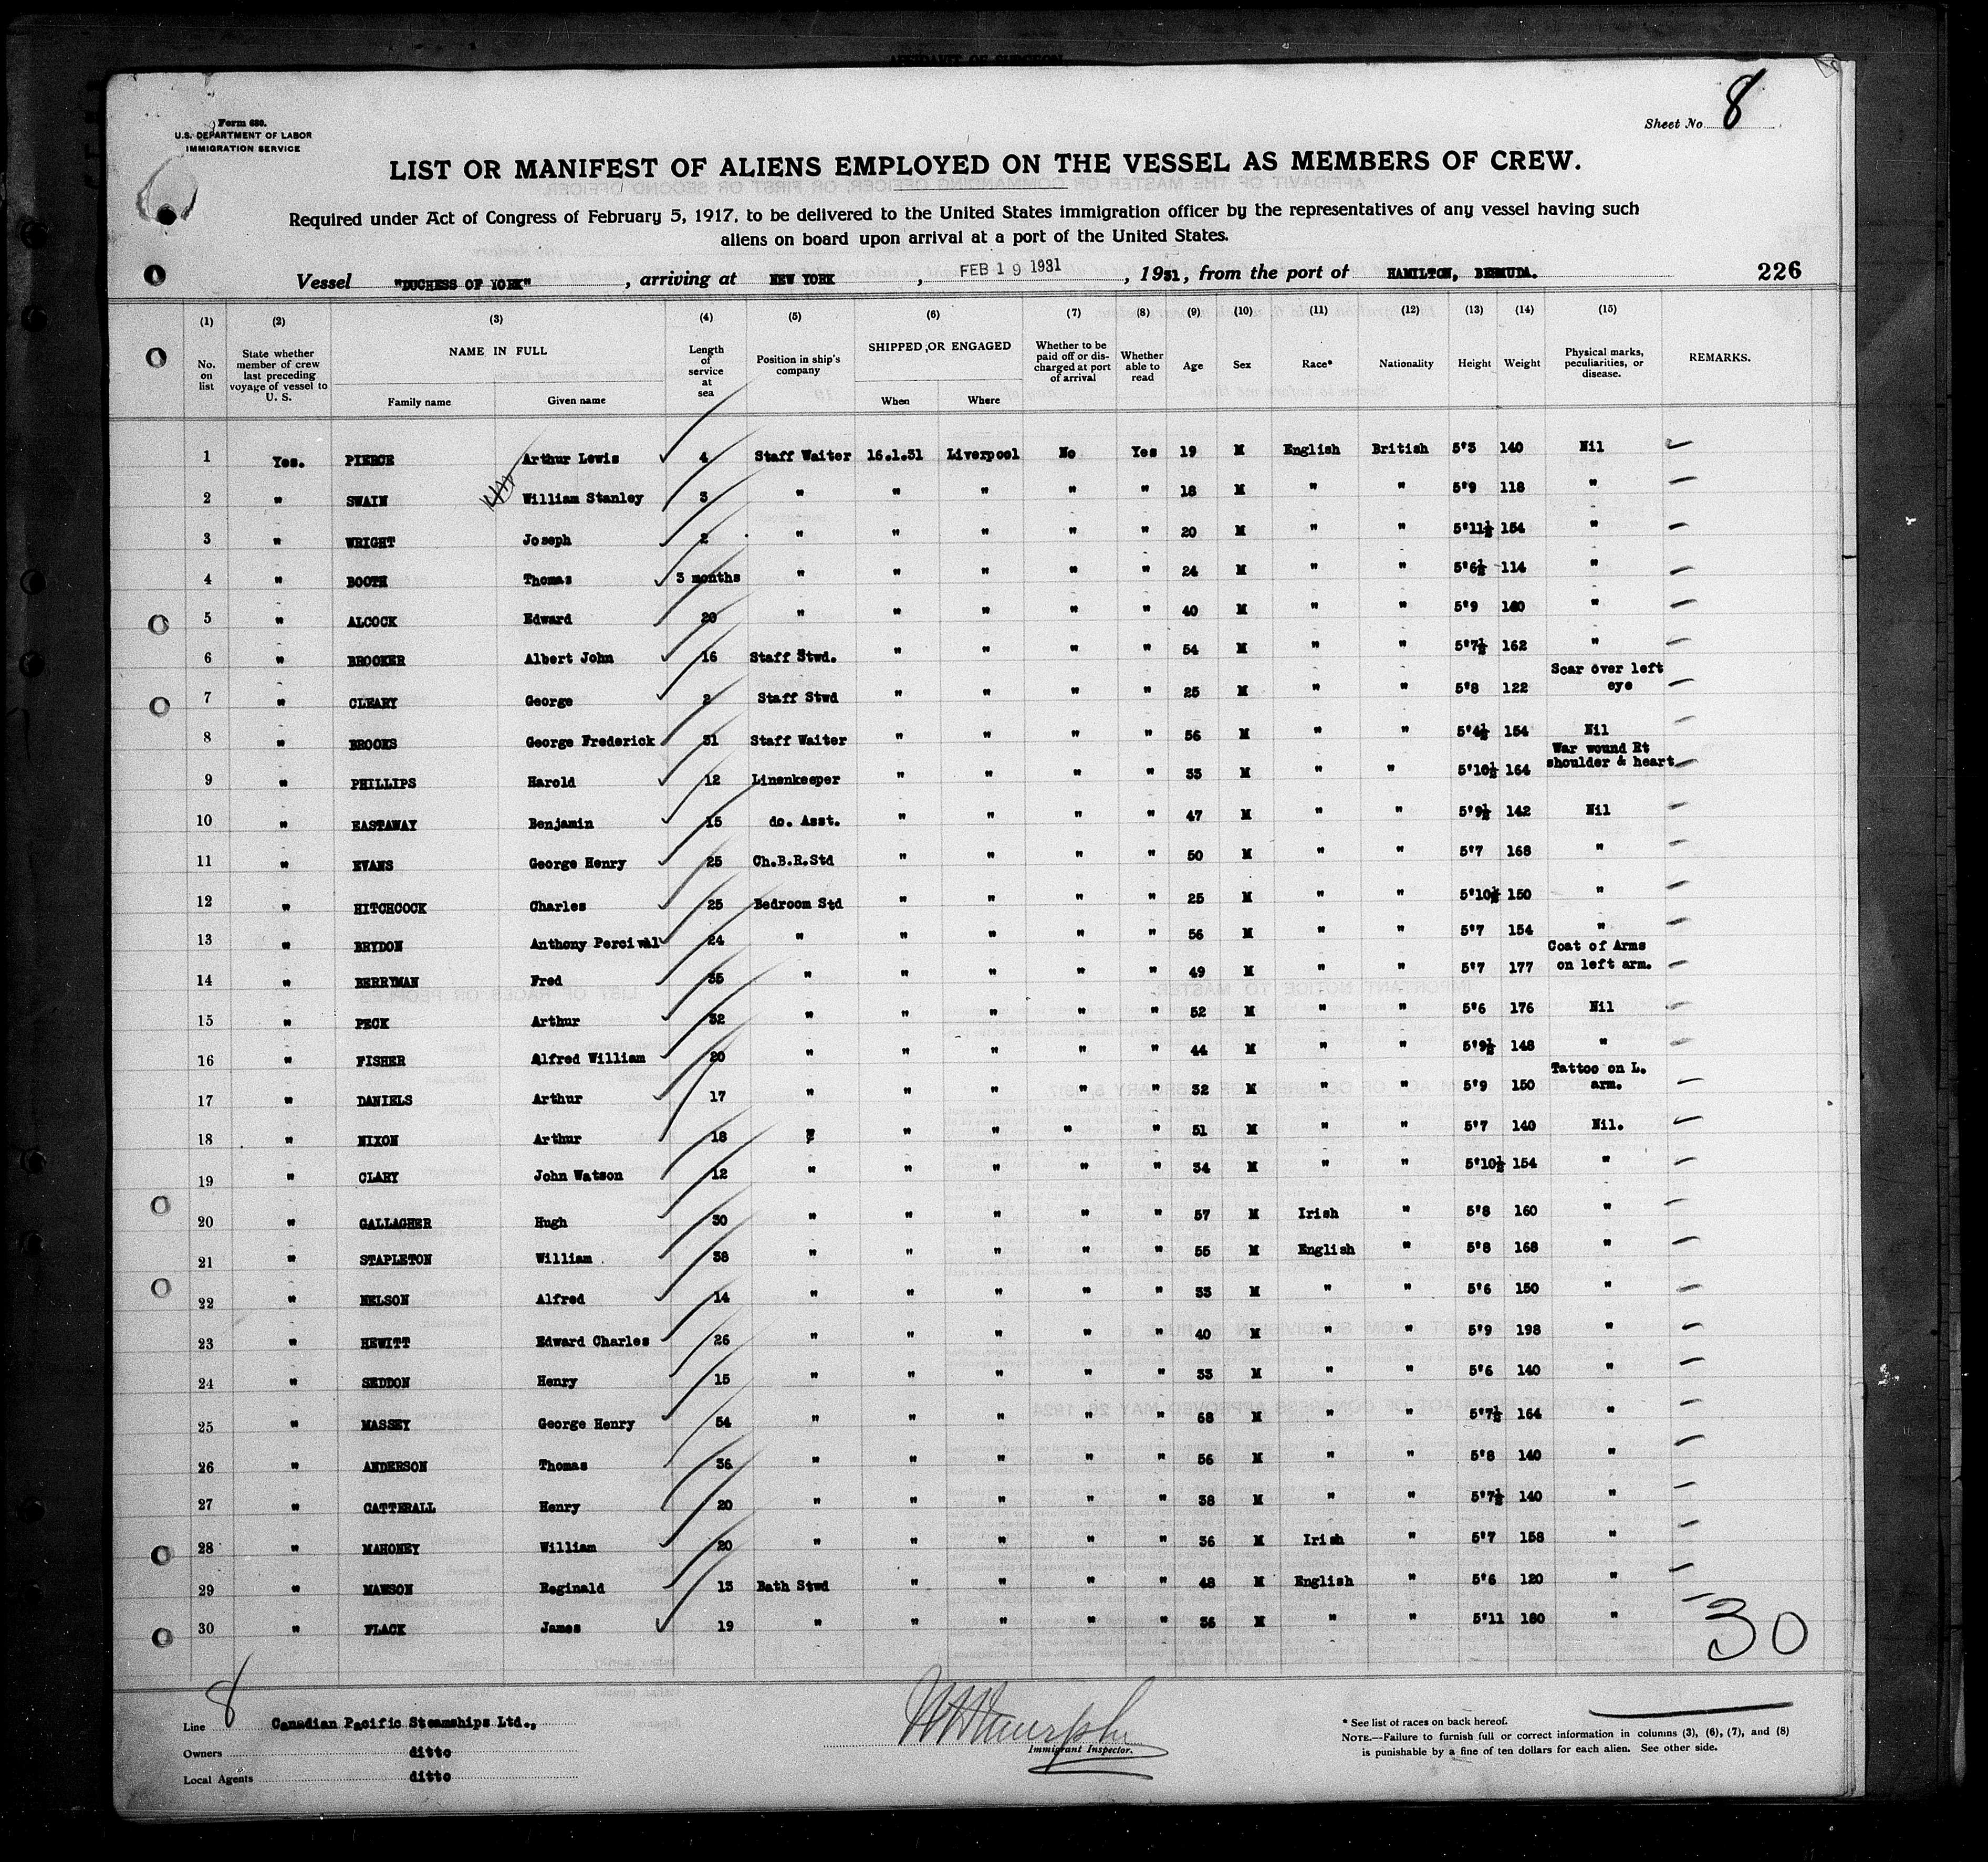 Form 680.
U.S. DEPARTMENT OF LABOR
IMMIGRATION SERVICE
Sheet No. 8
LIST OR MANIFEST OF ALIENS EMPLOYED ON THE VESSEL AS MEMBERS OF CREW.
Required under Act of Congress of February 5, 1917, to be delivered to the United States immigration officer by the representatives of any vessel having such
aliens on board upon arrival at a port of the United States.
Vessel "DUCHESS OF YORK", arriving at NEW YORK, FEB 19 1931, 1931, from the port of HAMILTON, BERMUDA. 226
(1) (2) (3) (4) (5) (6) (7) (8) (9) (10) (11) (12) (13) (14) (15)
No. on list State whether member of crew last preceding voyage of vessel to U. S. NAME IN FULL Family name Given name Length of service at sea Position in ship's company SHIPPED OR ENGAGED When Where Whether to be paid off or discharged at port of arrival Whether able to read Age Sex Race* Nationality Height Weight Physical marks, peculiarities, or disease. REMARKS.
1 Yes. PIERCE Arthur Lewis 4 Staff Waiter 16.1.31 Liverpool No Yes 19 M English British 5'3 140 Nil
2 " SWAIN William Stanley 3 " " " " " 18 M " " 5'9 118 "
3 " WRIGHT Joseph 2 " " " " " 20 M " " 5'11½ 154 "
4 " BOOTH Thomas 3 months " " " " " 24 M " " 5'6½ 114 "
5 " ALCOCK Edward 20 " " " " " 40 M " " 5'9 "
6 " BROOKER Albert John 16 Staff Stwd. " " " " 54 M " " 5'7½ 162 "
7 " CLEARY George 2 Staff Stwd " " " " 25 M " " 5'8 122 Scar over left eye
8 " BROOKS George Frederick 31 Staff Waiter " " " " 56 M " " 5'4½ 154 Nil
9 " PHILLIPS Harold 12 Linenkeeper " " " " 33 M " " 5'10½ 164 War wound Rt shoulder & heart
10 " EASTAWAY Benjamin 15 do. Asst. " " " " 47 M " " 5'9½ 142 Nil
11 " EVANS George Henry 25 Ch.B.R.Std " " " " 50 M " " 5'7 168 "
12 " HITCHCOCK Charles 25 Bedroom Std " " " " 25 M " " 5'10½ 150 "
13 " BRYDON Anthony Percival 24 " " " " " 56 M " " 5'7 154 "
14 " BERRYMAN Fred 35 " " " " " 49 M " " 5'7 177 Coat of Arms on left arm.
15 " PECK Arthur 32 " " " " " 52 M " " 5'6 176 Nil
16 " FISHER Alfred William 20 " " " " " 44 M " " 5'9½ 148 "
17 " DANIELS Arthur 17 " " " " " 32 M " " 5'9 150 Tattoo on L. arm.
18 " NIXON Arthur 18 " " " " " 51 M " " 5'7 140 Nil.
19 " CLARY John Watson 12 " " " " " 34 M " " 5'10½ 154 "
20 " GALLAGHER Hugh 30 " " " " " 57 M Irish " 5'8 160 "
21 " STAPLETON William 38 " " " " " 55 M English " 5'8 168 "
22 " NELSON Alfred 14 " " " " " 33 M " " 5'6 150 "
23 " HEWITT Edward Charles 26 " " " " " 40 M " " 5'9 198 "
24 " SEDDON Henry 15 " " " " " 33 M " " 5'6 140 "
25 " MASSEY George Henry 54 " " " " " 68 M " " 5'7½ 164 "
26 " ANDERSON Thomas 36 " " " " " 56 M " " 5'8 140 "
27 " CATTERALL Henry 20 " " " " " 38 M " " 5'7½ 140 "
28 " MAHONEY William 20 " " " " " 36 M Irish " 5'7 158 "
29 " MAWSON Reginald 13 Bath Stwd " " " " 48 M English " 5'6 120 "
30 " FLACK James 19 " " " " " 36 M " " 5'11 180 "
30
8
Line Canadian Pacific Steamships Ltd.,
Owners ditto
Local Agents ditto
Immigrant Inspector.
* See list of races on back hereof.
NOTE.—Failure to furnish full or correct information in columns (3), (6), (7), and (8)
is punishable by a fine of ten dollars for each alien. See other side.